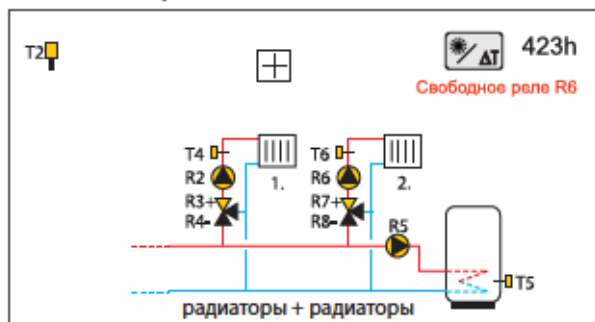 T2
ΔT 423h
Свободное реле R6
T4 T6
R2 1. R6 2.
R3+ R7+
R4- R8- R5
T5
радиаторы + радиаторы